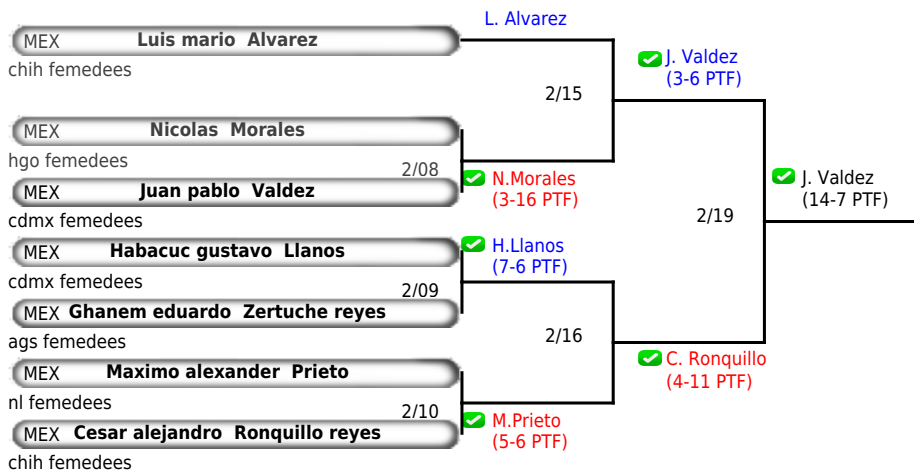 L. Alvarez
MEX Luis mario Alvarez
chih femedees
J. Valdez
(3-6 PTF)
2/15
MEX Nicolas Morales
hgo femedees
2/08
MEX Juan pablo Valdez
cdmx femedees
N.Morales
(3-16 PTF)
J. Valdez
(14-7 PTF)
2/19
MEX Habacuc gustavo Llanos
cdmx femedees
H.Llanos
(7-6 PTF)
2/09
MEX Ghanem eduardo Zertuche reyes
ags femedees
2/16
MEX Maximo alexander Prieto
nl femedees
C. Ronquillo
(4-11 PTF)
2/10
MEX Cesar alejandro Ronquillo reyes
chih femedees
M.Prieto
(5-6 PTF)